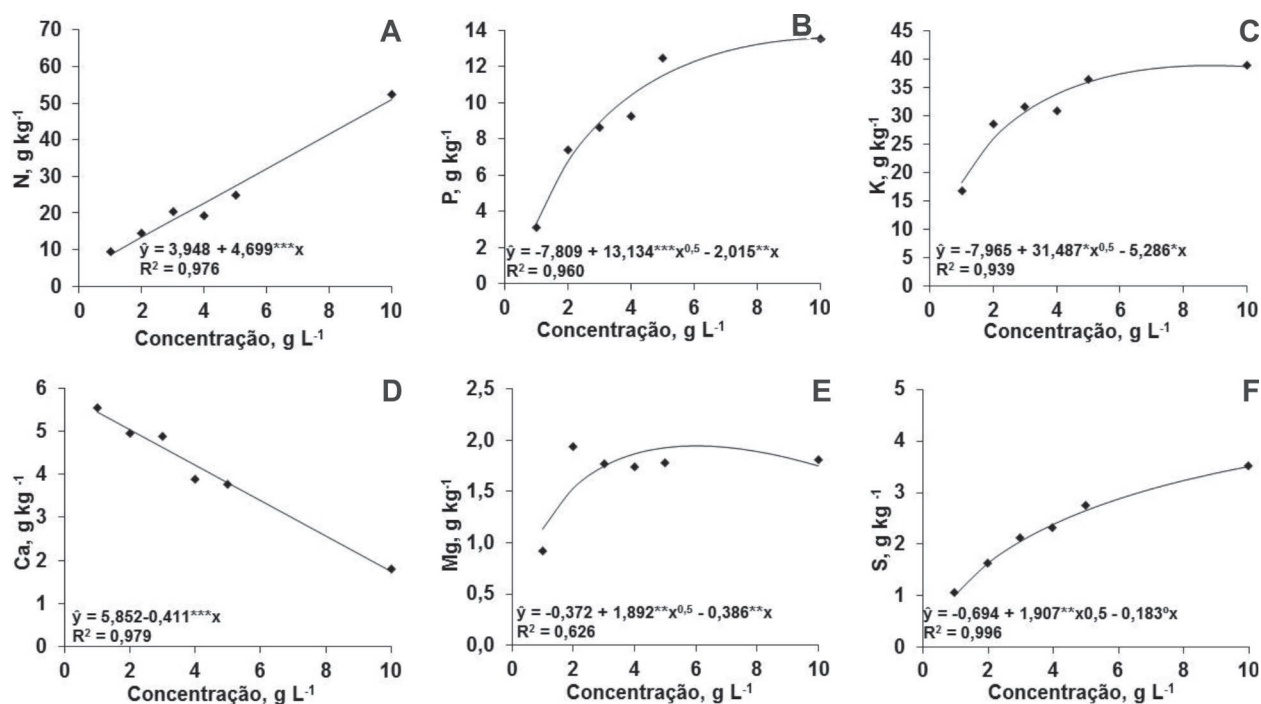 A
N, g kg-1
70
60
50
40
30
20
10
0
ŷ = 3,948 + 4,699***x
R2 = 0,976
0 2 4 6 8 10
Concentração, g L-1
B
P, g kg-1
14
12
10
8
6
4
2
0
ŷ = -7,809 + 13,134***x0,5 - 2,015**x
R2 = 0,960
0 2 4 6 8 10
Concentração, g L-1
C
K, g kg-1
45
40
35
30
25
20
15
10
5
0
ŷ = -7,965 + 31,487*x0,5 - 5,286*x
R2 = 0,939
0 2 4 6 8 10
Concentração, g L-1
D
Ca, g kg-1
6
5
4
3
2
1
0
ŷ = 5,852-0,411***x
R2 = 0,979
0 2 4 6 8 10
Concentração, g L-1
E
Mg, g kg-1
2,5
2,0
1,5
1,0
0,5
0,0
ŷ = -0,372 + 1,892**x0,5 - 0,386**x
R2 = 0,626
0 2 4 6 8 10
Concentração, g L-1
F
S, g kg-1
5
4
3
2
1
0
ŷ = -0,694 + 1,907**x0,5 - 0,183ox
R2 = 0,996
0 2 4 6 8 10
Concentração, g L-1